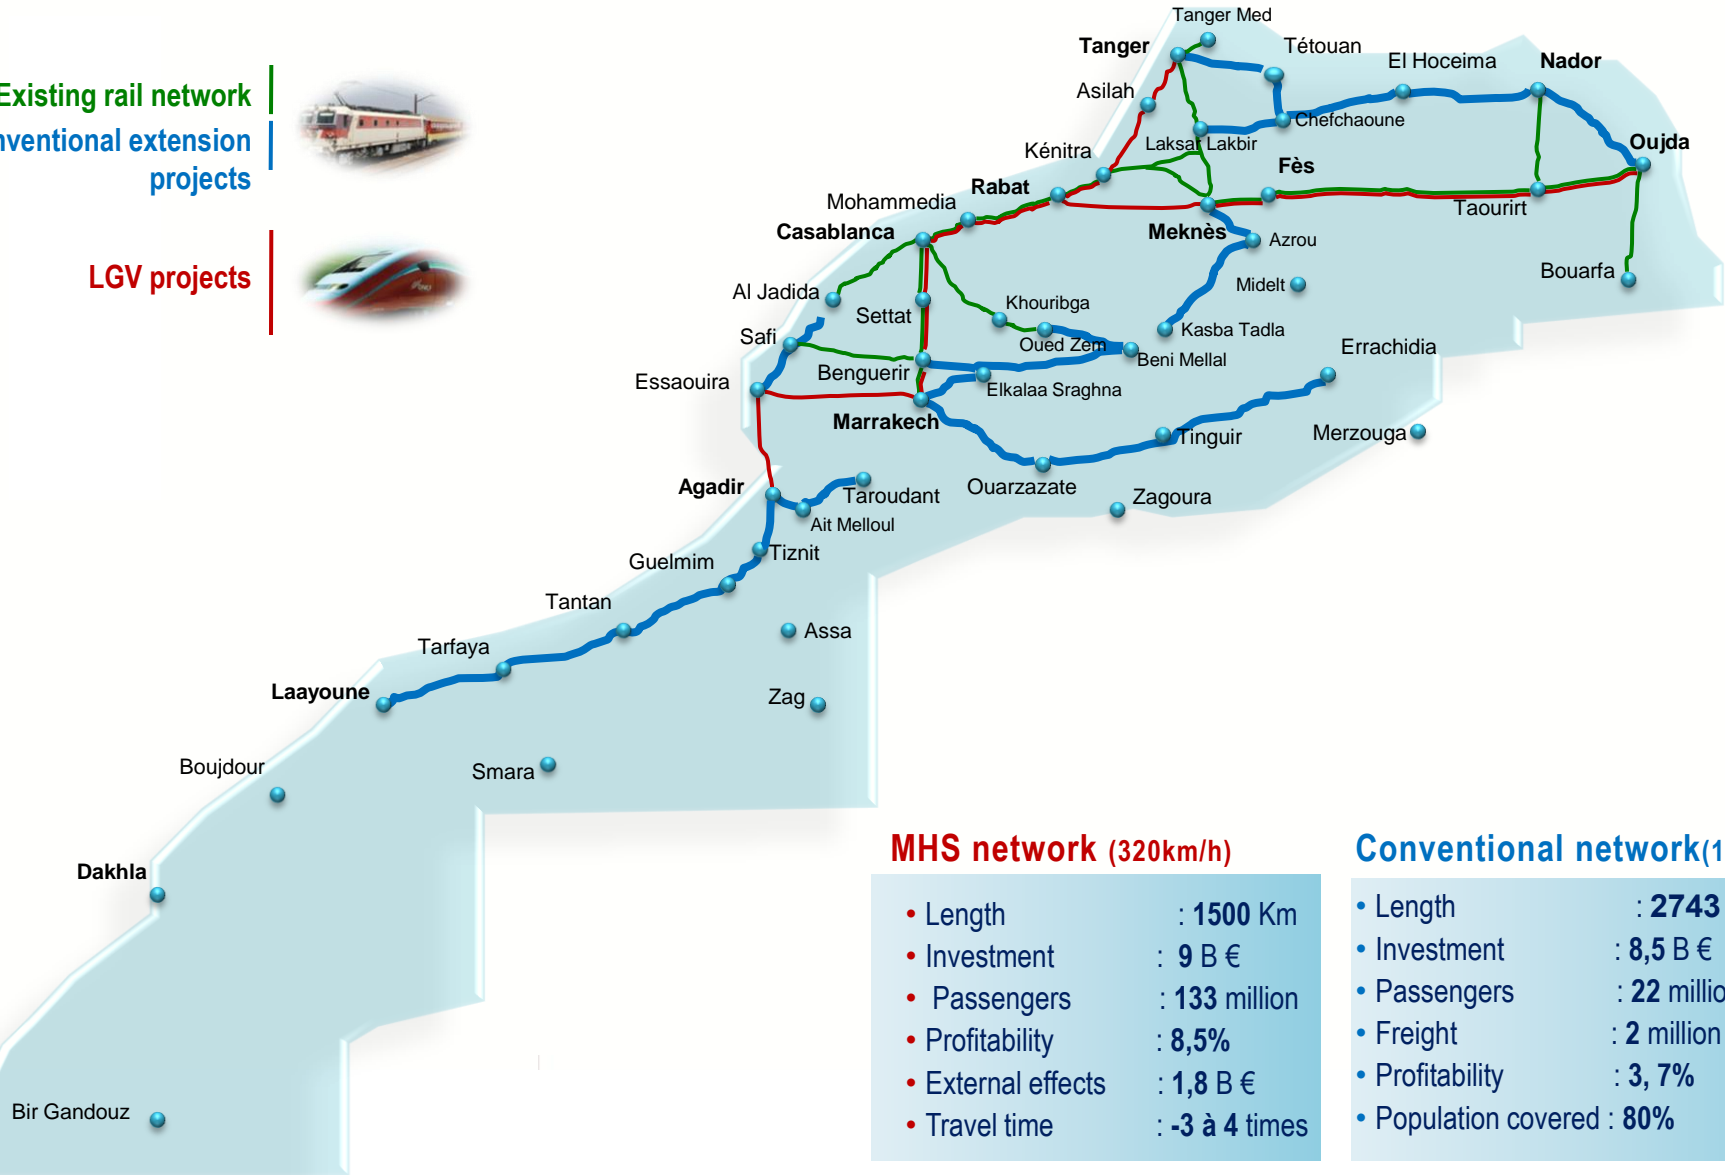 Existing rail network
nventional extension
projects
LGV projects
Tanger Med
Tanger
Tétouan
El Hoceima
Nador
Asilah
Chefchaoune
Laksar Lakbir
Oujda
Kénitra
Fès
Rabat
Mohammedia
Taourirt
Casablanca
Meknès
Azrou
Bouarfa
Midelt
Al Jadida
Khouribga
Settat
Kasba Tadla
Safi
Oued Zem
Beni Mellal
Errachidia
Benguerir
Essaouira
Elkalaa Sraghna
Marrakech
Tinguir
Merzouga
Agadir
Taroudant
Ouarzazate
Zagoura
Ait Melloul
Tiznit
Guelmim
Tantan
Assa
Tarfaya
Laayoune
Zag
Boujdour
Smara
Dakhla
Bir Gandouz
MHS network (320km/h)
• Length : 1500 Km
• Investment : 9 B €
• Passengers : 133 million
• Profitability : 8,5%
• External effects : 1,8 B €
• Travel time : -3 à 4 times
Conventional network(1
• Length : 2743
• Investment : 8,5 B €
• Passengers : 22 millio
• Freight : 2 million
• Profitability : 3, 7%
• Population covered : 80%